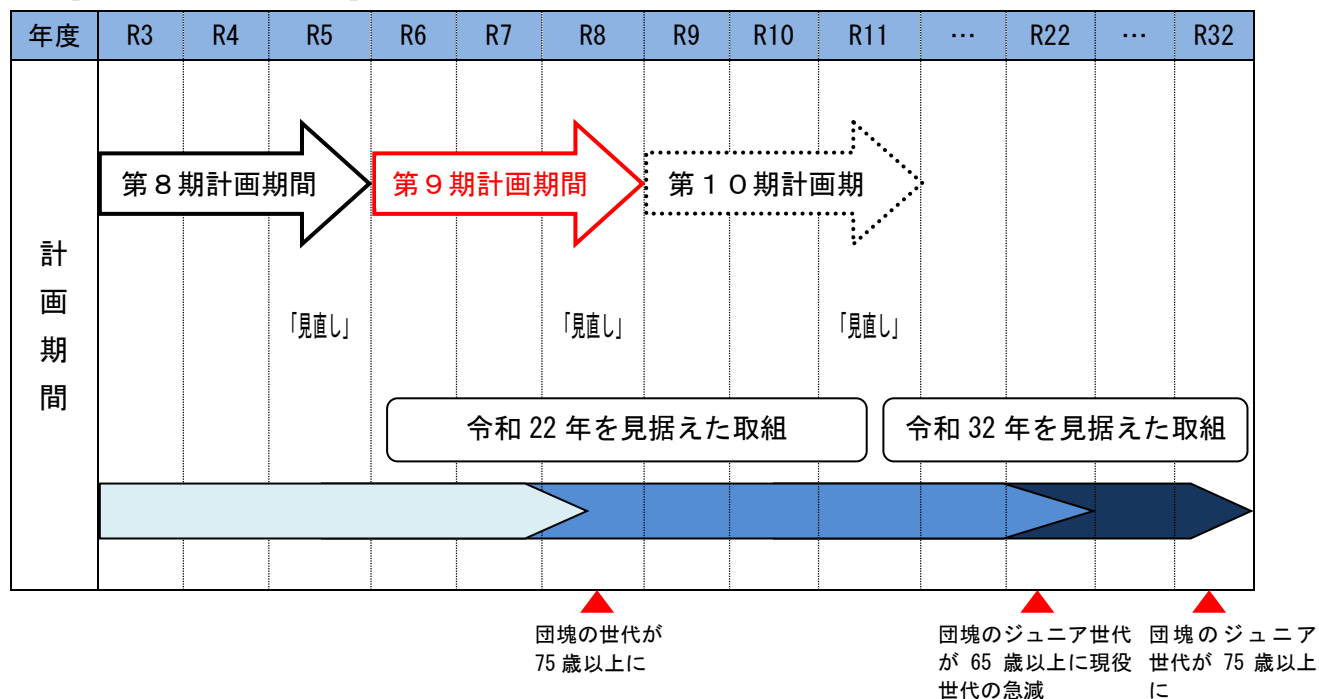 年度 R3 R4 R5 R6 R7 R8 R9 R10 R11 … R22 … R32
計画期間
第８期計画期間 第９期計画期間 第１０期計画期
「見直し」 「見直し」 「見直し」
令和 22 年を見据えた取組 令和 32 年を見据えた取組
団塊の世代が
75 歳以上に
団塊のジュニア世代
が 65 歳以上に現役
世代の急減
団塊のジュニア
世代が 75 歳以上
に